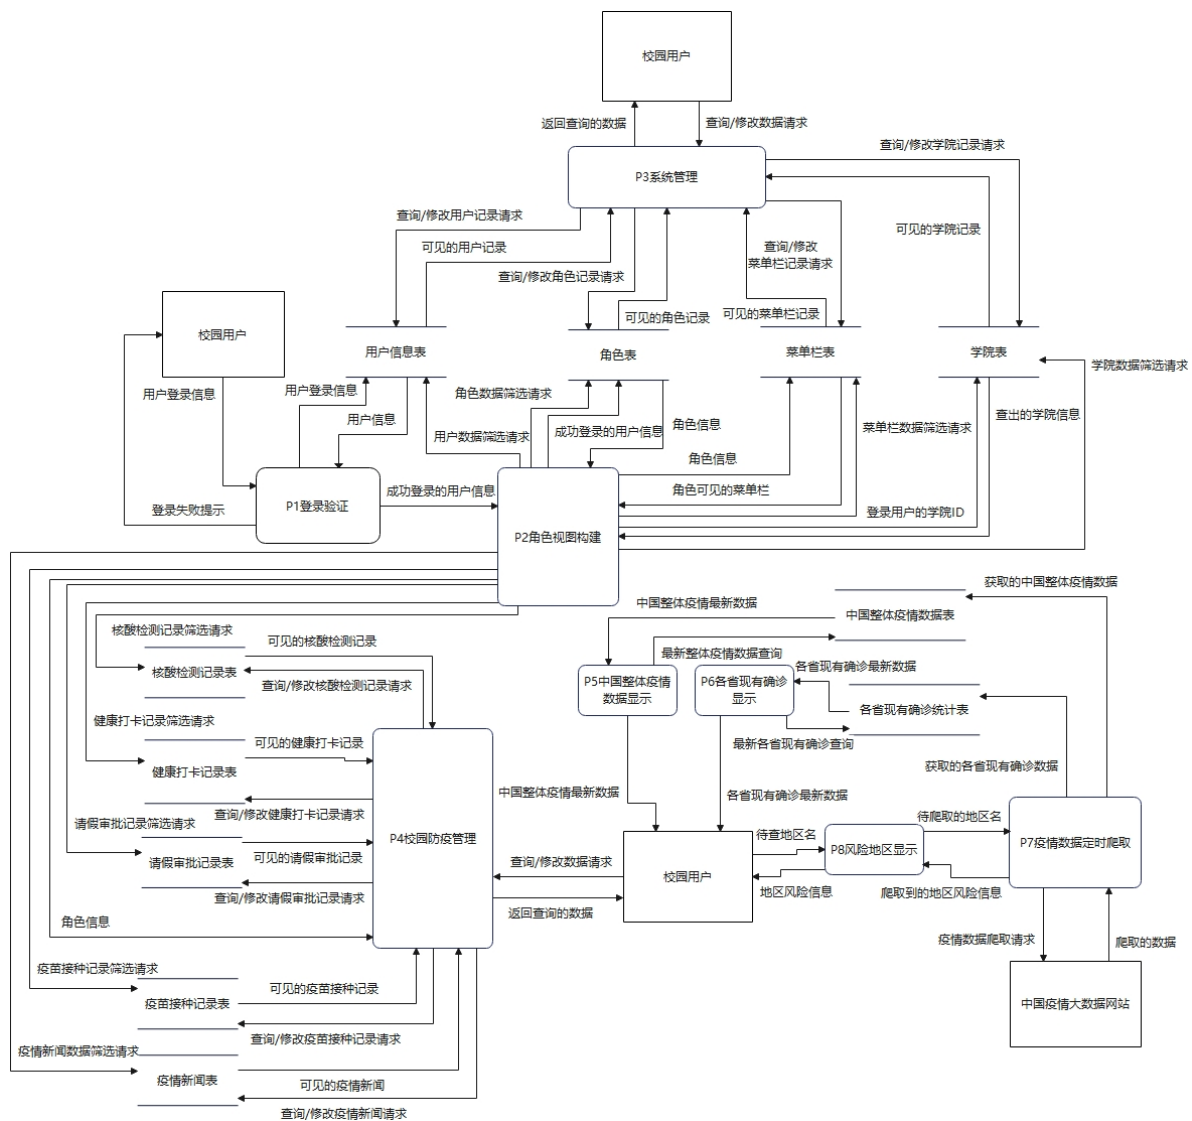 校园用户
返回查询的数据
查询/修改数据请求
查询/修改学院记录请求
P3系统管理
查询/修改用户记录请求
可见的用户记录
查询/修改角色记录请求
查询/修改
菜单栏记录请求
可见的学院记录
可见的角色记录
可见的菜单栏记录
校园用户
用户信息表
角色表
菜单栏表
学院表
学院数据筛选请求
用户登录信息
用户登录信息
用户信息
角色数据筛选请求
用户数据筛选请求
成功登录的用户信息
角色信息
菜单栏数据筛选请求
查出的学院信息
角色信息
登录失败提示
P1登录验证
成功登录的用户信息
角色可见的菜单栏
登录用户的学院ID
P2角色视图构建
获取的中国整体疫情数据
中国整体疫情最新数据
中国整体疫情数据表
核酸检测记录筛选请求
可见的核酸检测记录
核酸检测记录表
查询/修改核酸检测记录请求
最新整体疫情数据查询
各省现有确诊最新数据
P5中国整体疫情
数据显示
P6各省现有确诊
显示
各省现有确诊统计表
健康打卡记录筛选请求
可见的健康打卡记录
健康打卡记录表
最新各省现有确诊查询
获取的各省现有确诊数据
中国整体疫情最新数据
各省现有确诊最新数据
查询/修改健康打卡记录请求
请假审批记录筛选请求
可见的请假审批记录
请假审批记录表
查询/修改请假审批记录请求
P4校园防疫管理
待查地区名
待爬取的地区名
P8风险地区显示
P7疫情数据定时爬取
查询/修改数据请求
校园用户
地区风险信息
爬取到的地区风险信息
返回查询的数据
角色信息
疫情数据爬取请求
爬取的数据
疫苗接种记录筛选请求
可见的疫苗接种记录
疫苗接种记录表
中国疫情大数据网站
查询/修改疫苗接种记录请求
疫情新闻数据筛选请求
疫情新闻表
可见的疫情新闻
查询/修改疫情新闻请求